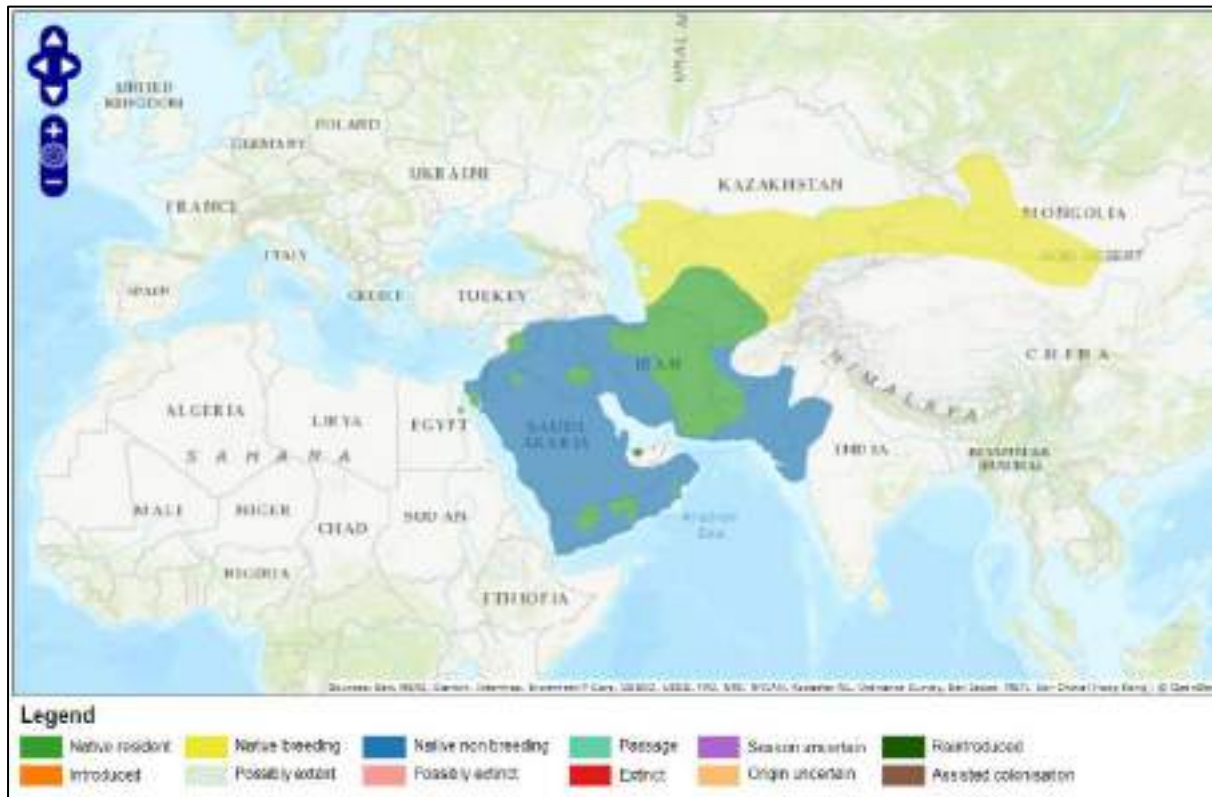 UNITED
KINGDOM
POLAND
GERMANY
UKRAINE
FRANCE
KAZAKHSTAN
MONGOLIA
ITALY
SPAIN
GREECE
TURKEY
DESERT
IRAN
CHINA
HIMALAYA
ALGERIA
LIBYA
EGYPT
SAUDI
ARABIA
SAHARA
INDIA
MALI
NIGER
CHAD
SUDAN
Arabian
Sea
NIGERIA
ETHIOPIA
Legend
Native resident
Native breeding
Native non breeding
Passage
Season uncertain
Reintroduced
Introduced
Possibly extant
Possibly extinct
Extinct
Origin uncertain
Assisted colonisation